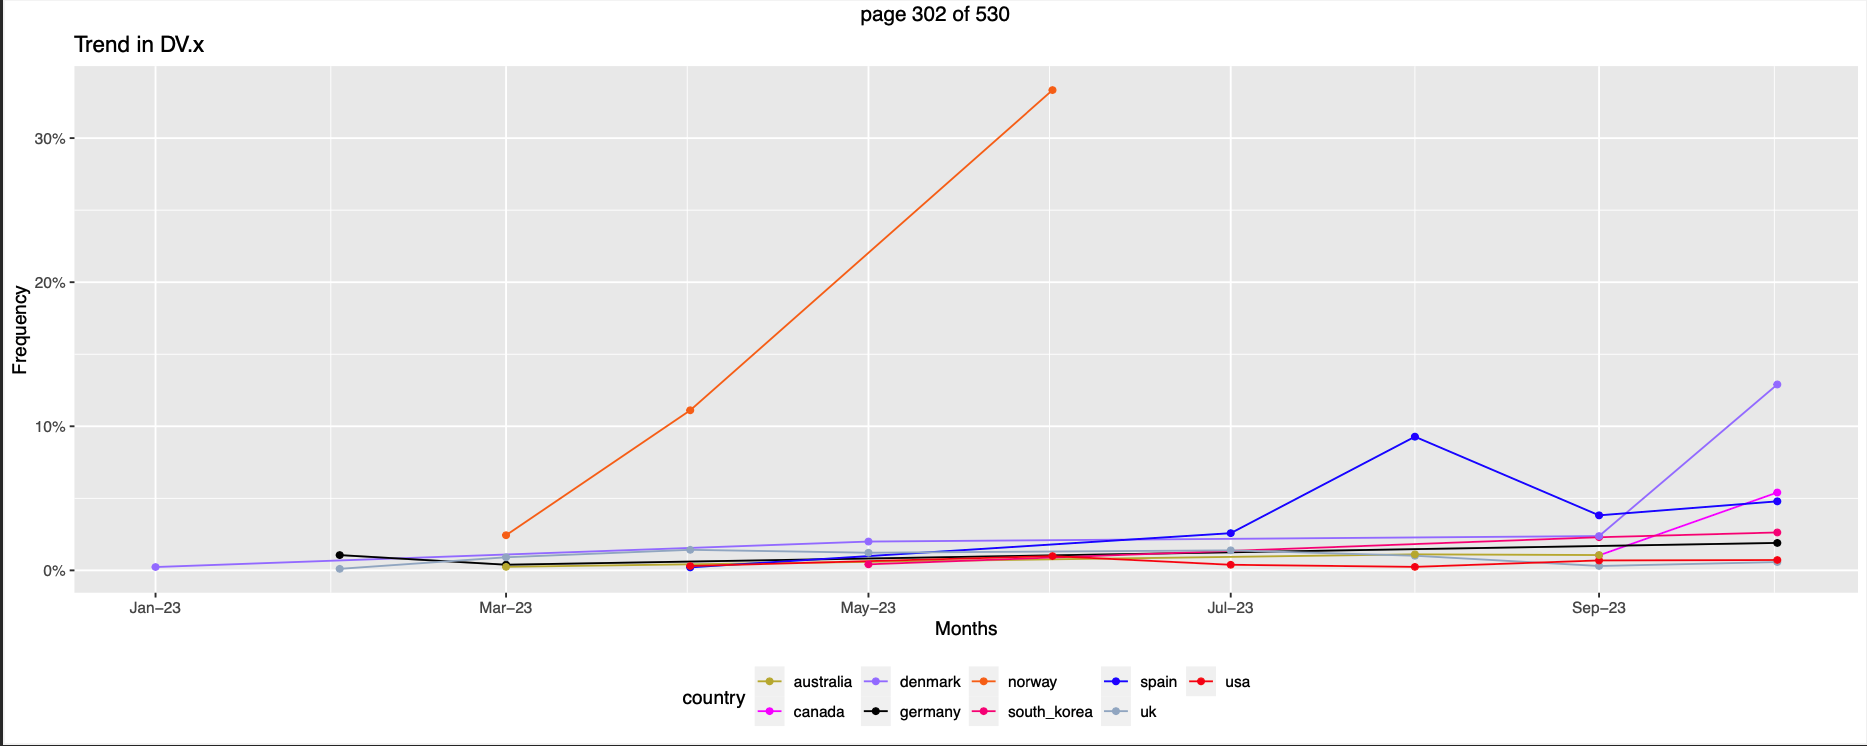 page 302 of 530
Trend in DV.x
Frequency
30%
20%
10%
0%
Jan–23 Mar–23 May–23 Jul–23 Sep–23
Months
country
australia denmark norway spain usa
canada germany south_korea uk